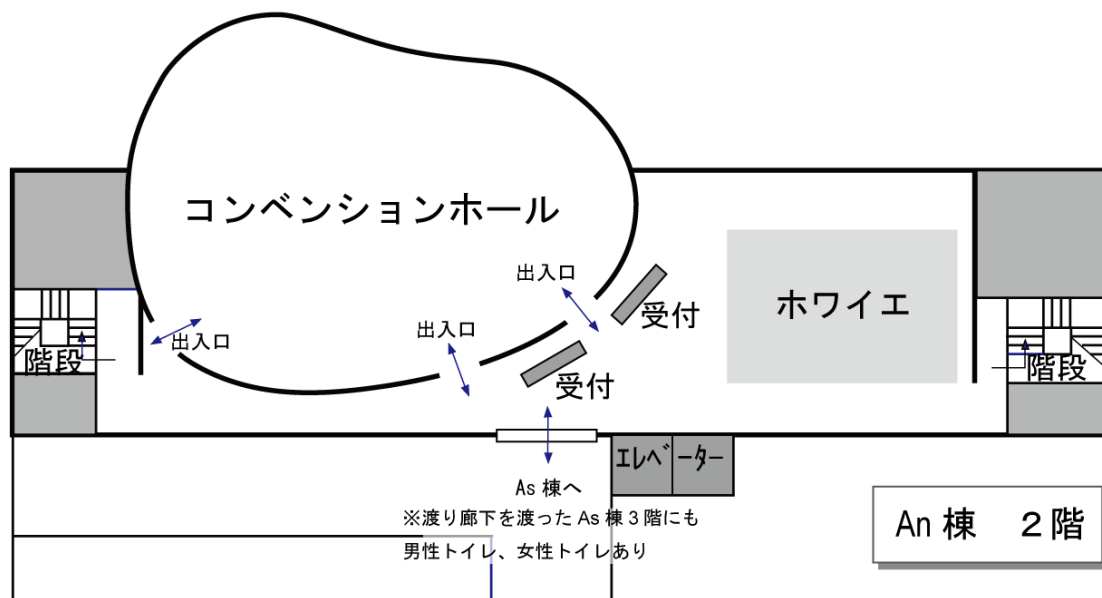 コンベンションホール
出入口
ホワイエ
受付
出入口
出入口
階段
階段
受付
エレベーター
As 棟へ
※渡り廊下を渡った As 棟 3 階にも
男性トイレ、女性トイレあり
An 棟　２階